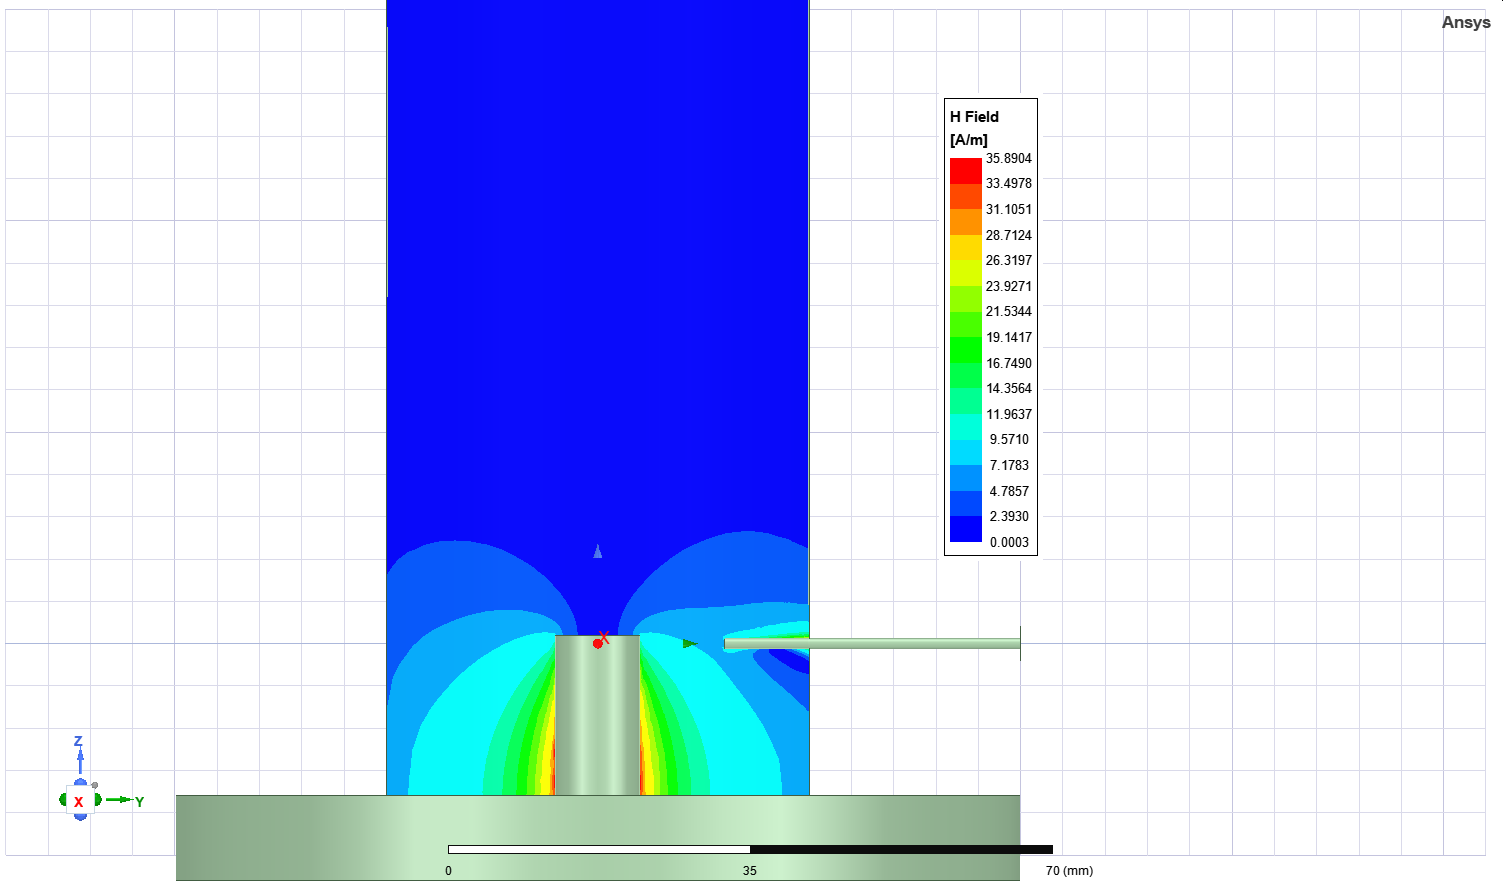 Ansys
H Field
[A/m]
35.8904
33.4978
31.1051
28.7124
26.3197
23.9271
21.5344
19.1417
16.7490
14.3564
11.9637
9.5710
7.1783
4.7857
2.3930
0.0003
X
Z
X
Y
0 35 70 (mm)